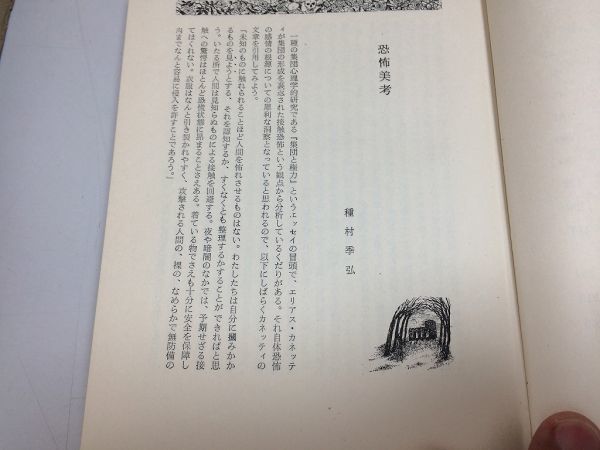 恐怖美考
種村季弘
一種の集団心理学的研究である『集団と権力』というエッセイの冒頭で、エリアス・カネッテ
ィが集団の形成を裏返された接触恐怖という観点から分析しているくだりがある。それ自体恐怖
の感情の根源についての犀利な洞察となっていると思われるので、以下にしばらくカネッティの
文章を引用してみよう。
「未知のものに触れられることほど人間を怖れさせるものはない。わたしたちは自分に摑みかか
るものを見ようとする、それを認知するか、すくなくとも整理するかすることができればと思
う。いたる所で人間は見知らぬものによる接触を回避する。夜や暗闇のなかでは、予期せざる接
触への驚愕はほとんど恐慌状態に昂まることさえある。着ている物でさえも十分に安全を保障し
てはくれない。衣服はなんと引き裂かれやすく、攻撃される人間の、裸の、なめらかで無防備の
肉までなんと容易に侵入を許すことであろう。」